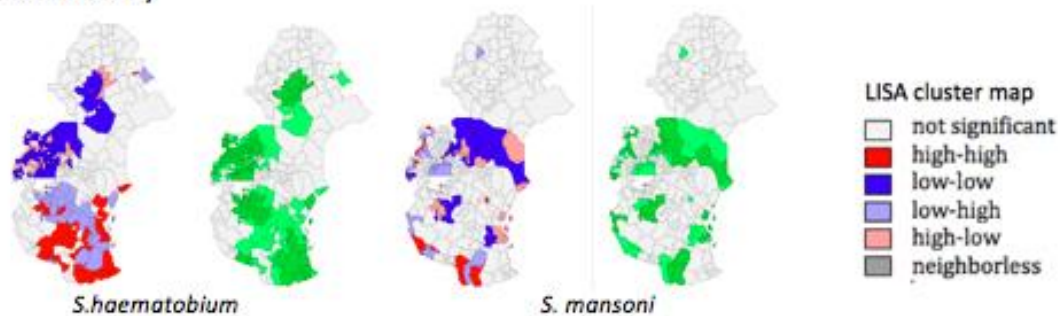 LISA cluster map
not significant
high-high
low-low
low-high
high-low
neighborless
S.haematobium
S. mansoni